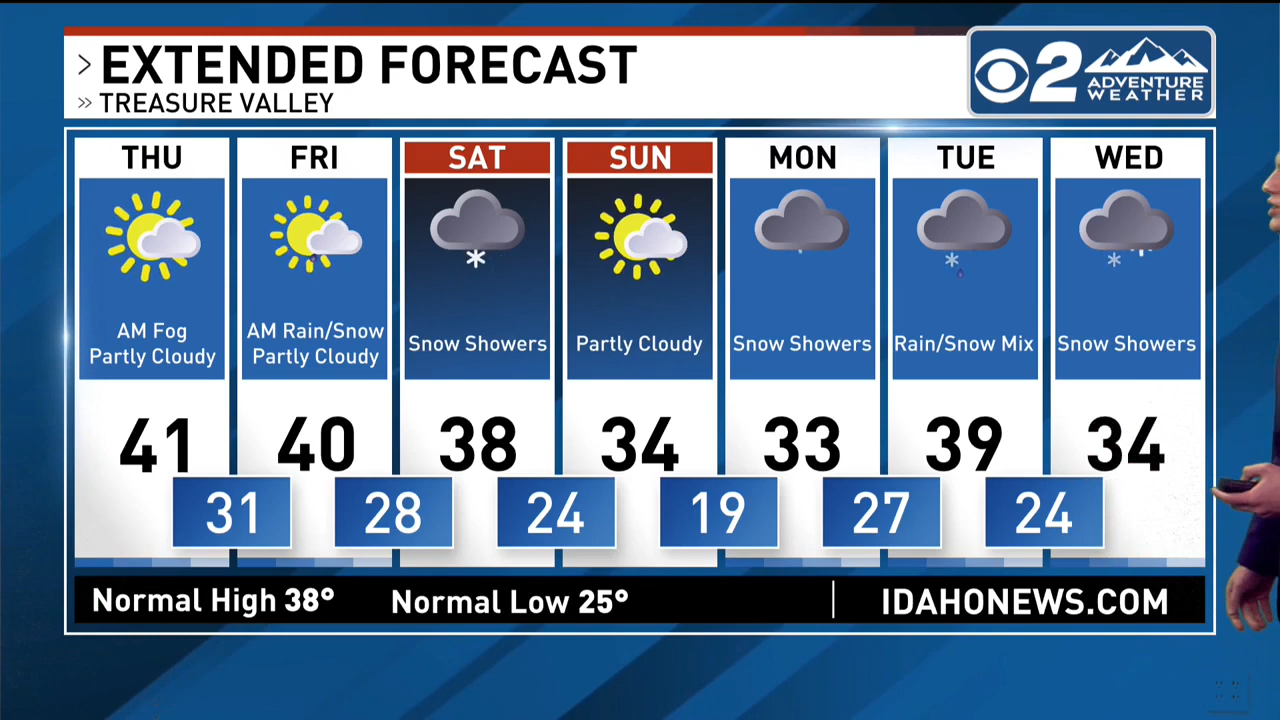 > EXTENDED FORECAST
» TREASURE VALLEY
2 ADVENTURE
WEATHER
THU FRI SAT SUN MON TUE WED
AM Fog AM Rain/Snow
Partly Cloudy Partly Cloudy Snow Showers Partly Cloudy Snow Showers Rain/Snow Mix Snow Showers
41 40 38 34 33 39 34
31 28 24 19 27 24
Normal High 38° Normal Low 25° IDAHONEWS.COM